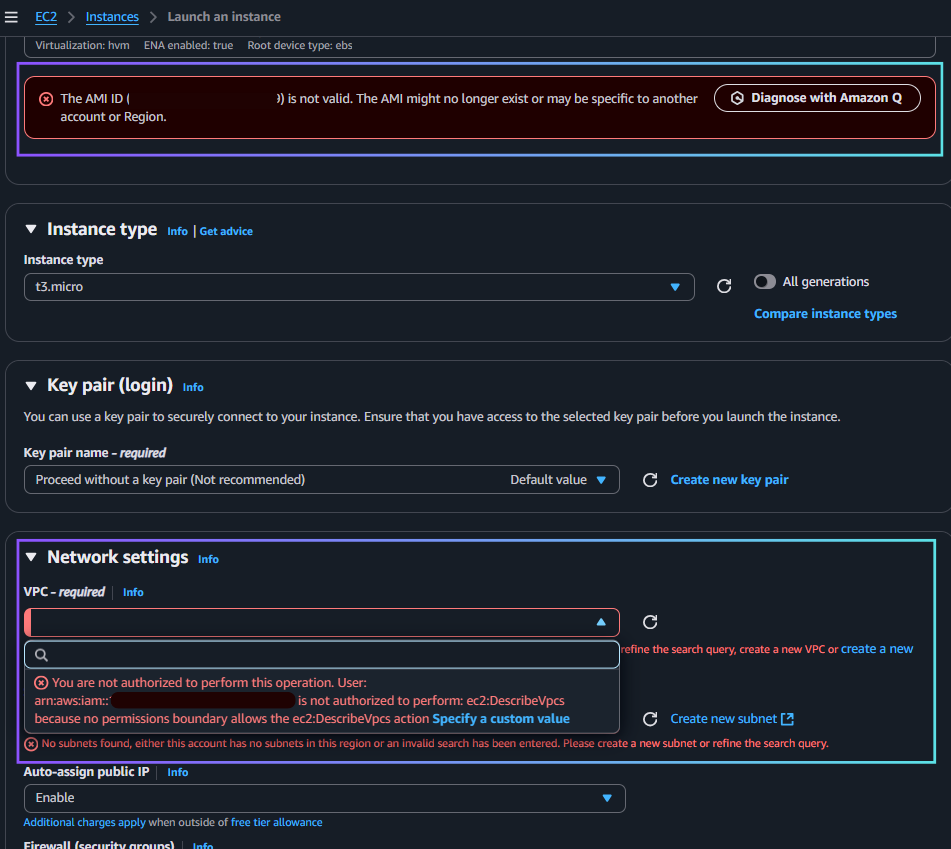 EC2 > Instances > Launch an instance
Virtualization: hvm ENA enabled: true Root device type: ebs
The AMI ID ( ) is not valid. The AMI might no longer exist or may be specific to another
account or Region.
Diagnose with Amazon Q
Instance type Info | Get advice
Instance type
t3.micro
All generations
Compare instance types
Key pair (login) Info
You can use a key pair to securely connect to your instance. Ensure that you have access to the selected key pair before you launch the instance.
Key pair name - required
Proceed without a key pair (Not recommended) Default value
Create new key pair
Network settings Info
VPC - required | Info
refine the search query, create a new VPC or create a new
You are not authorized to perform this operation. User:
arn:aws:iam:: is not authorized to perform: ec2:DescribeVpcs
because no permissions boundary allows the ec2:DescribeVpcs action Specify a custom value
Create new subnet
No subnets found, either this account has no subnets in this region or an invalid search has been entered. Please create a new subnet or refine the search query.
Auto-assign public IP | Info
Enable
Additional charges apply when outside of free tier allowance
Firewall (security groups) | Info